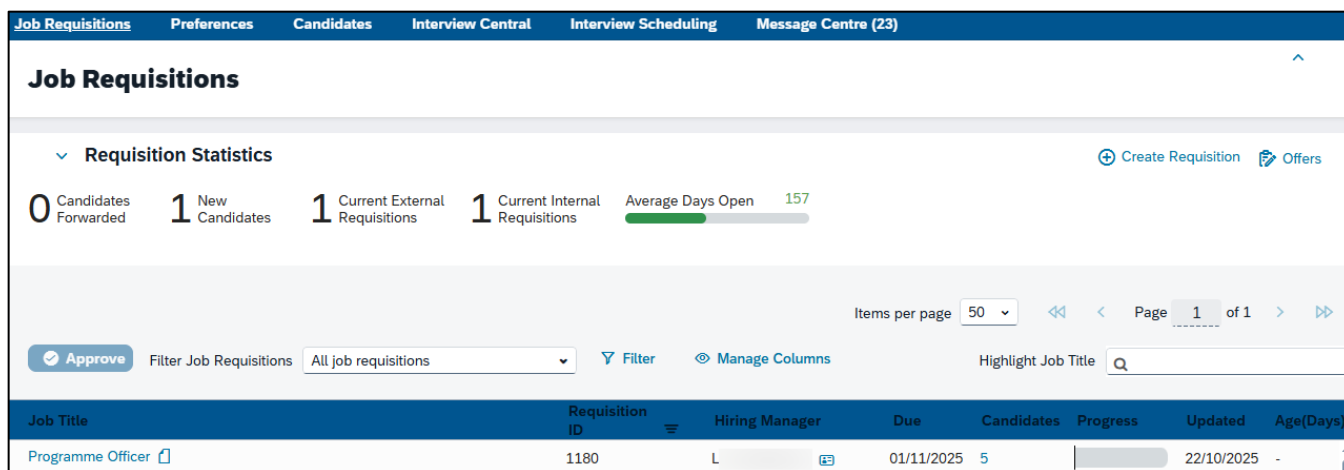 Job Requisitions Preferences Candidates Interview Central Interview Scheduling Message Centre (23)
Job Requisitions
Requisition Statistics
Create Requisition Offers
0 Candidates Forwarded 1 New Candidates 1 Current External Requisitions 1 Current Internal Requisitions Average Days Open 157
Items per page 50 Page 1 of 1
Approve Filter Job Requisitions All job requisitions Filter Manage Columns Highlight Job Title
Job Title Requisition ID Hiring Manager Due Candidates Progress Updated Age(Days)
Programme Officer 1180 L 01/11/2025 5 22/10/2025 -